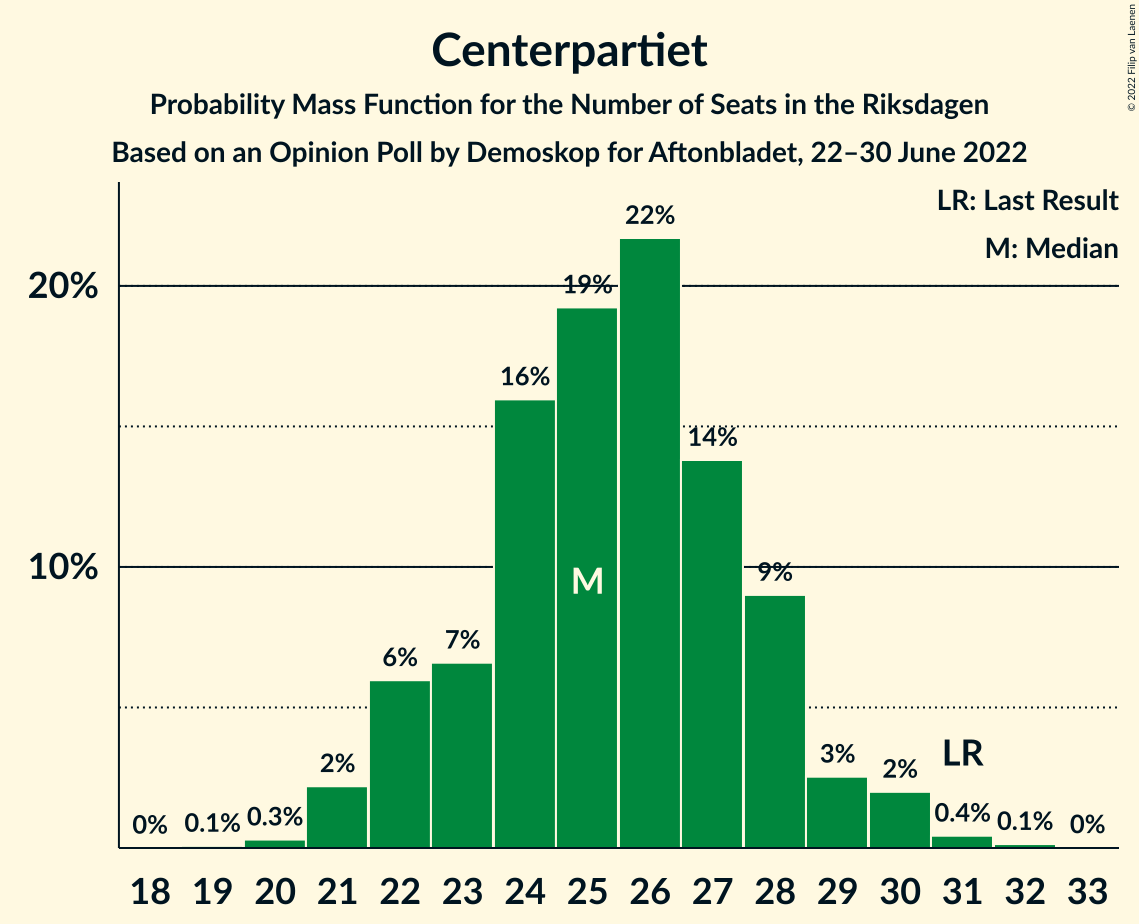 Centerpartiet
Probability Mass Function for the Number of Seats in the Riksdagen
Based on an Opinion Poll by Demoskop for Aftonbladet, 22–30 June 2022
© 2022 Filip van Laenen
LR: Last Result
M: Median
20%
10%
0%
0.1%
0.3%
2%
6%
7%
16%
19%
22%
14%
9%
3%
2%
0.4%
0.1%
0%
M
LR
18 19 20 21 22 23 24 25 26 27 28 29 30 31 32 33